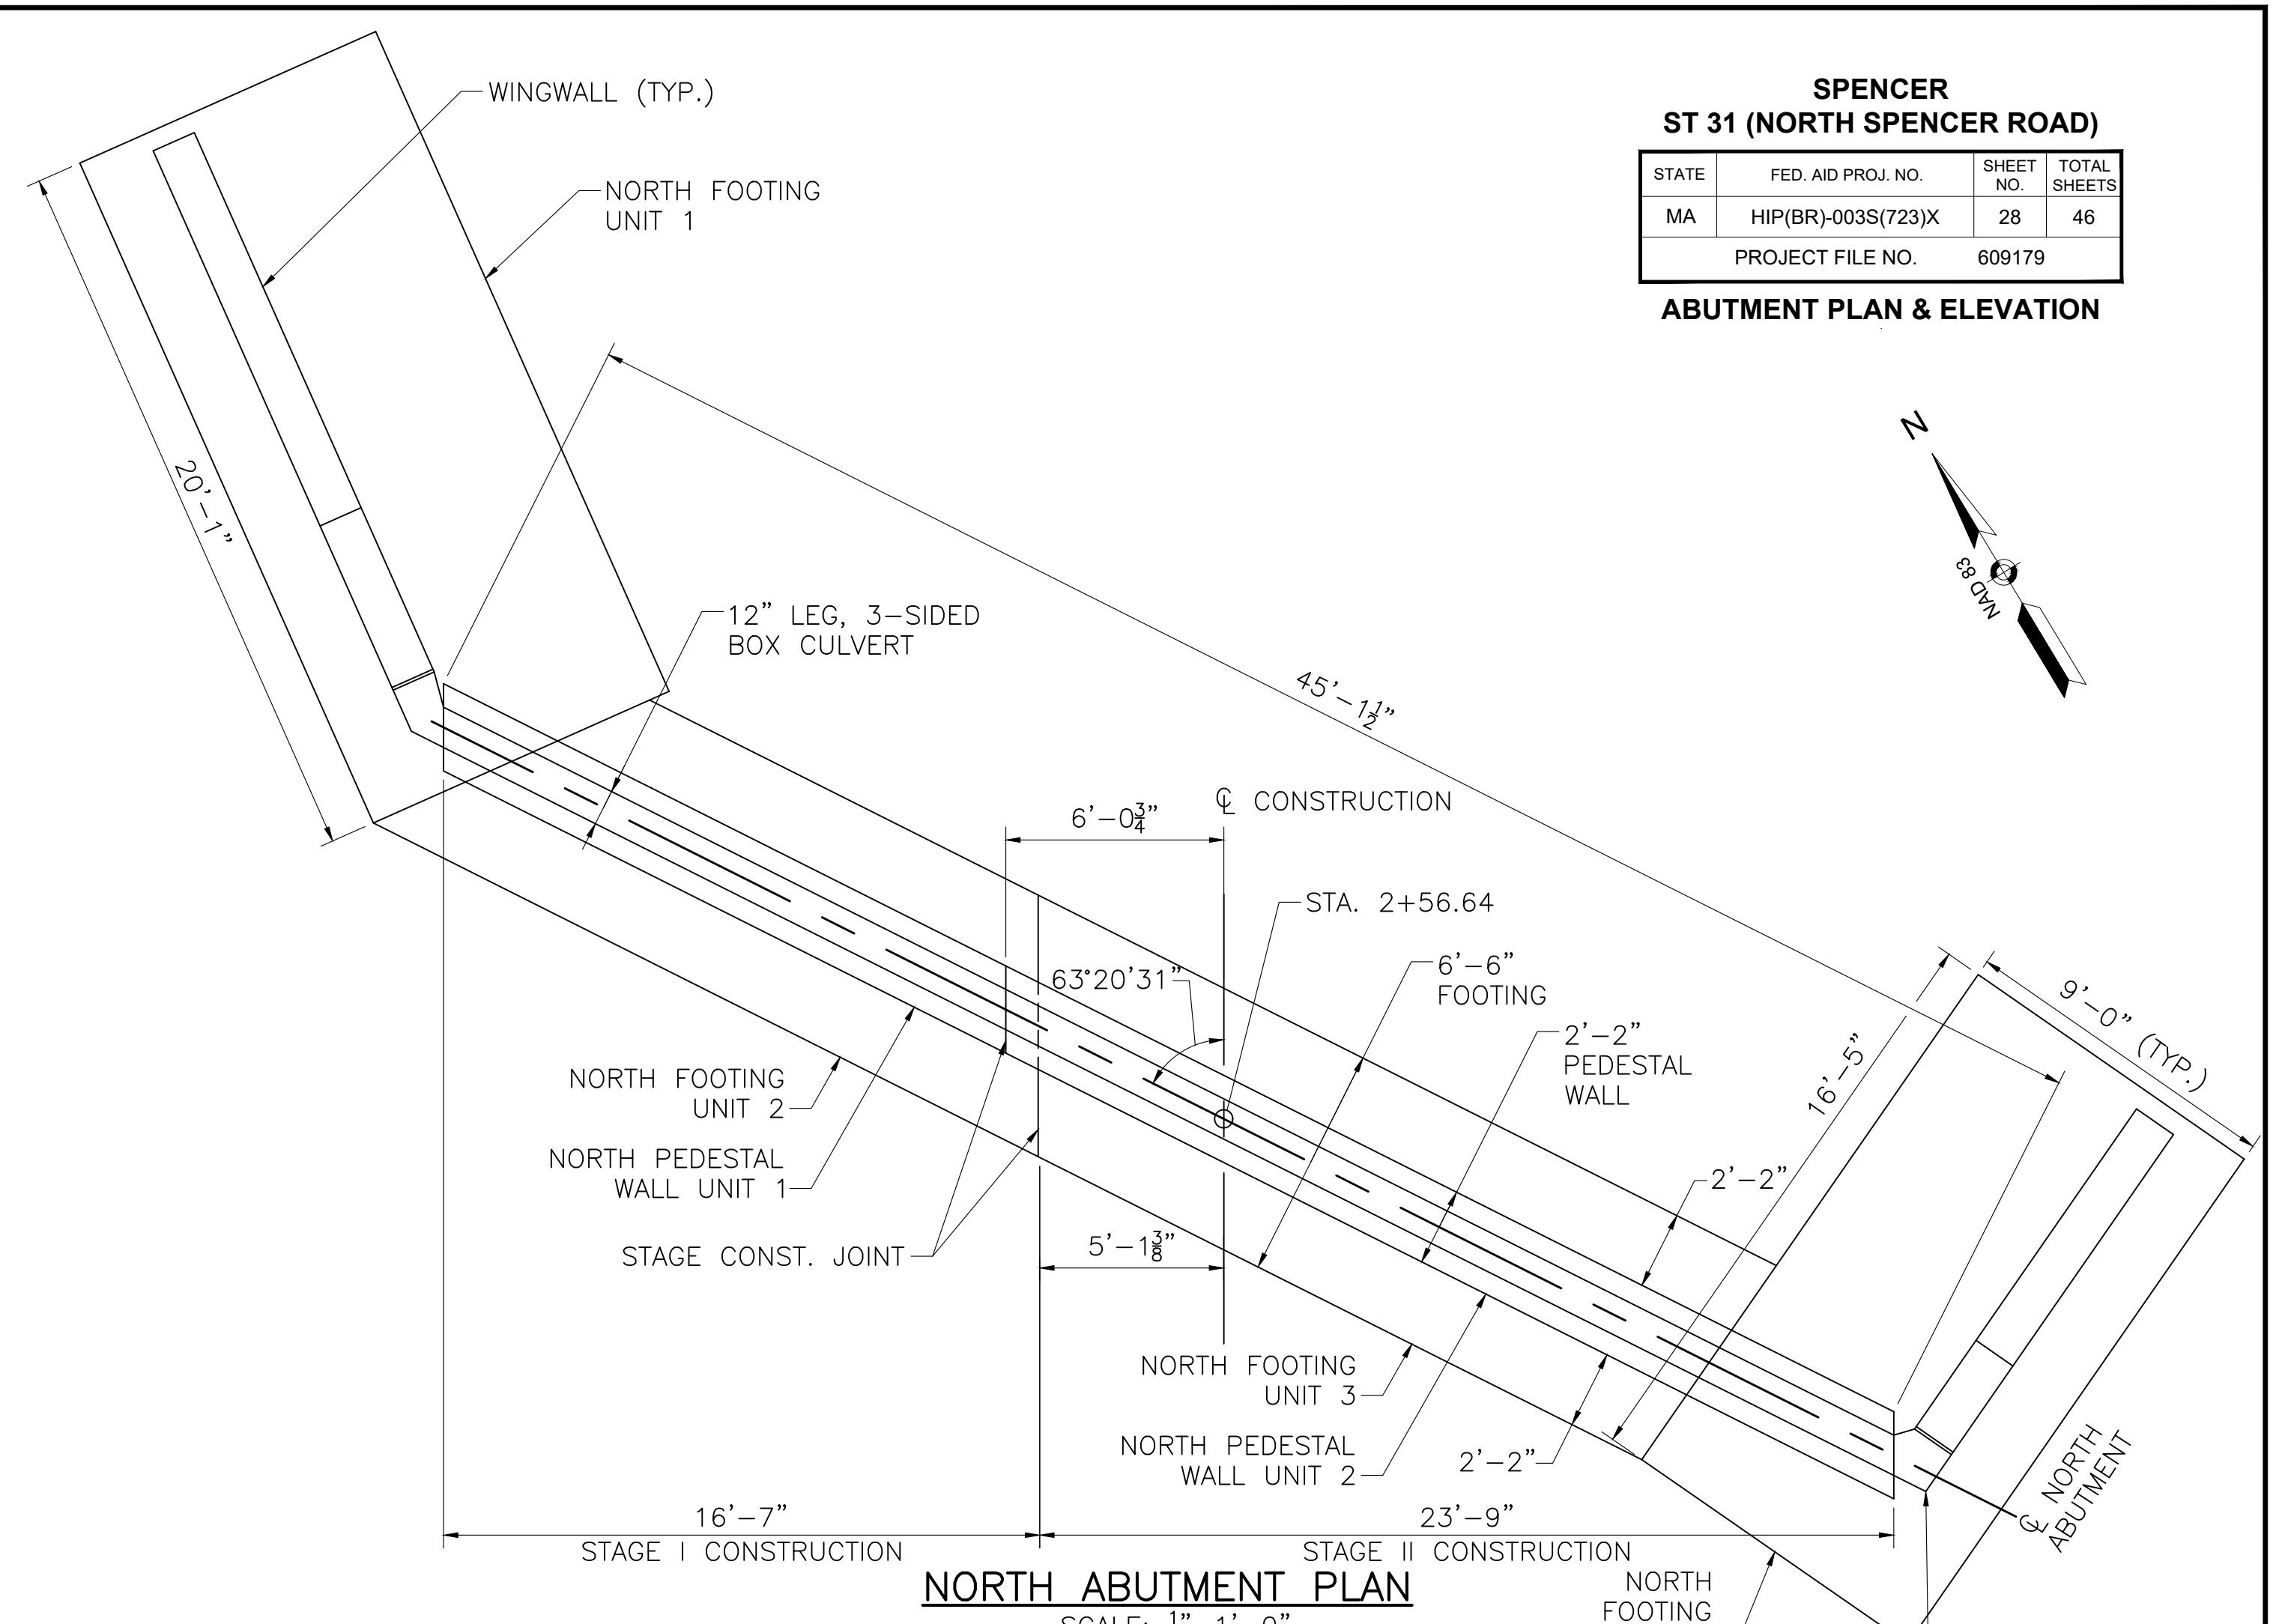 SPENCER
ST 31 (NORTH SPENCER ROAD)
STATE FED. AID PROJ. NO. SHEET NO. TOTAL SHEETS
MA HIP(BR)-003S(723)X 28 46
PROJECT FILE NO. 609179
ABUTMENT PLAN & ELEVATION
WINGWALL (TYP.)
NORTH FOOTING
UNIT 1
N
NAD 83
20'-1"
12" LEG, 3-SIDED
BOX CULVERT
45'-1½"
6'-0¾"
℄ CONSTRUCTION
STA. 2+56.64
63°20'31"
6'-6"
FOOTING
2'-2"
PEDESTAL
WALL
9'-0" (TYP.)
16'-5"
NORTH FOOTING
UNIT 2
NORTH PEDESTAL
WALL UNIT 1
STAGE CONST. JOINT
5'-1⅜"
2'-2"
NORTH FOOTING
UNIT 3
NORTH PEDESTAL
WALL UNIT 2
2'-2"
℄ NORTH
ABUTMENT
16'-7"
STAGE I CONSTRUCTION
23'-9"
STAGE II CONSTRUCTION
NORTH ABUTMENT PLAN
NORTH
FOOTING